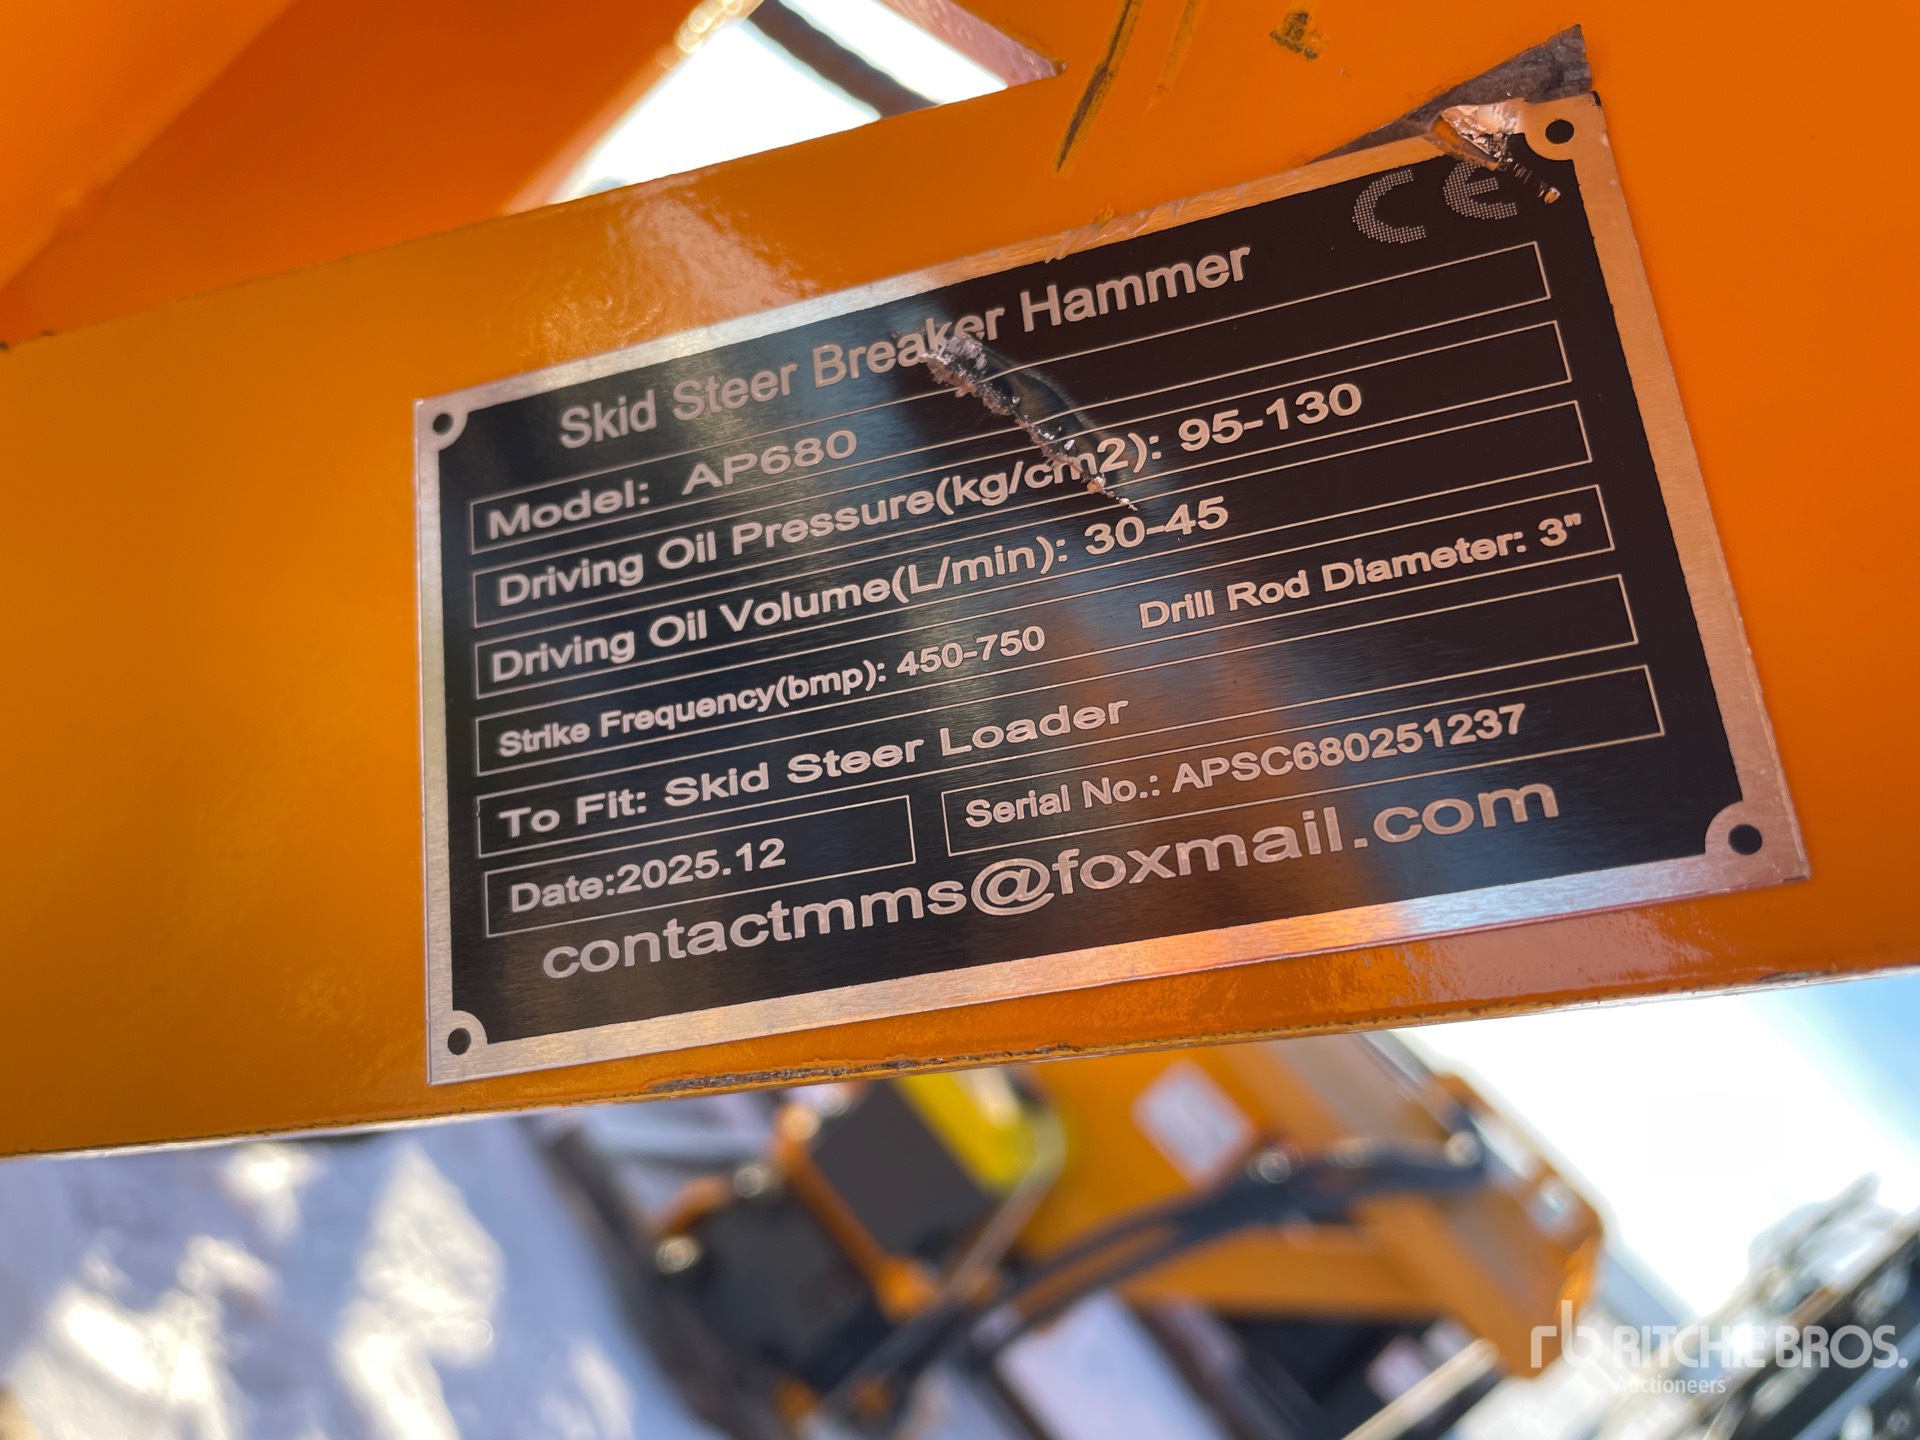 CE
Skid Steer Breaker Hammer
Model: AP680
Driving Oil Pressure(kg/cm2): 95-130
Driving Oil Volume(L/min): 30-45
Strike Frequency(bmp): 450-750 Drill Rod Diameter: 3"
To Fit: Skid Steer Loader
Date:2025.12 Serial No.: APSC680251237
contactmms@foxmail.com
rb RITCHIE BROS.
Auctioneers